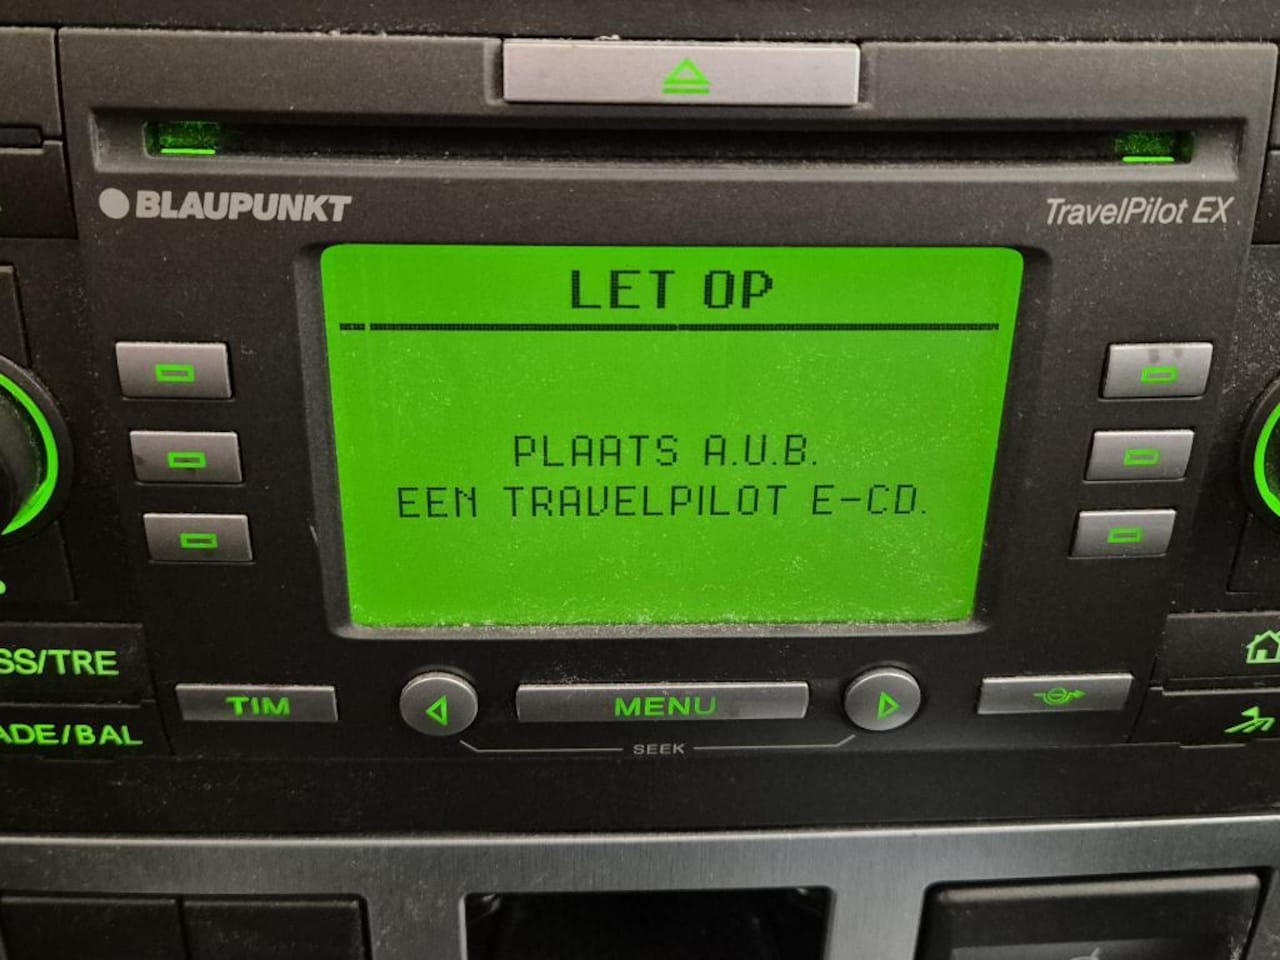 BLAUPUNKT
TravelPilot EX
LET OP
PLAATS A.U.B.
EEN TRAVELPILOT E-CD.
SS/TRE
ADE/BAL
TIM
MENU
SEEK